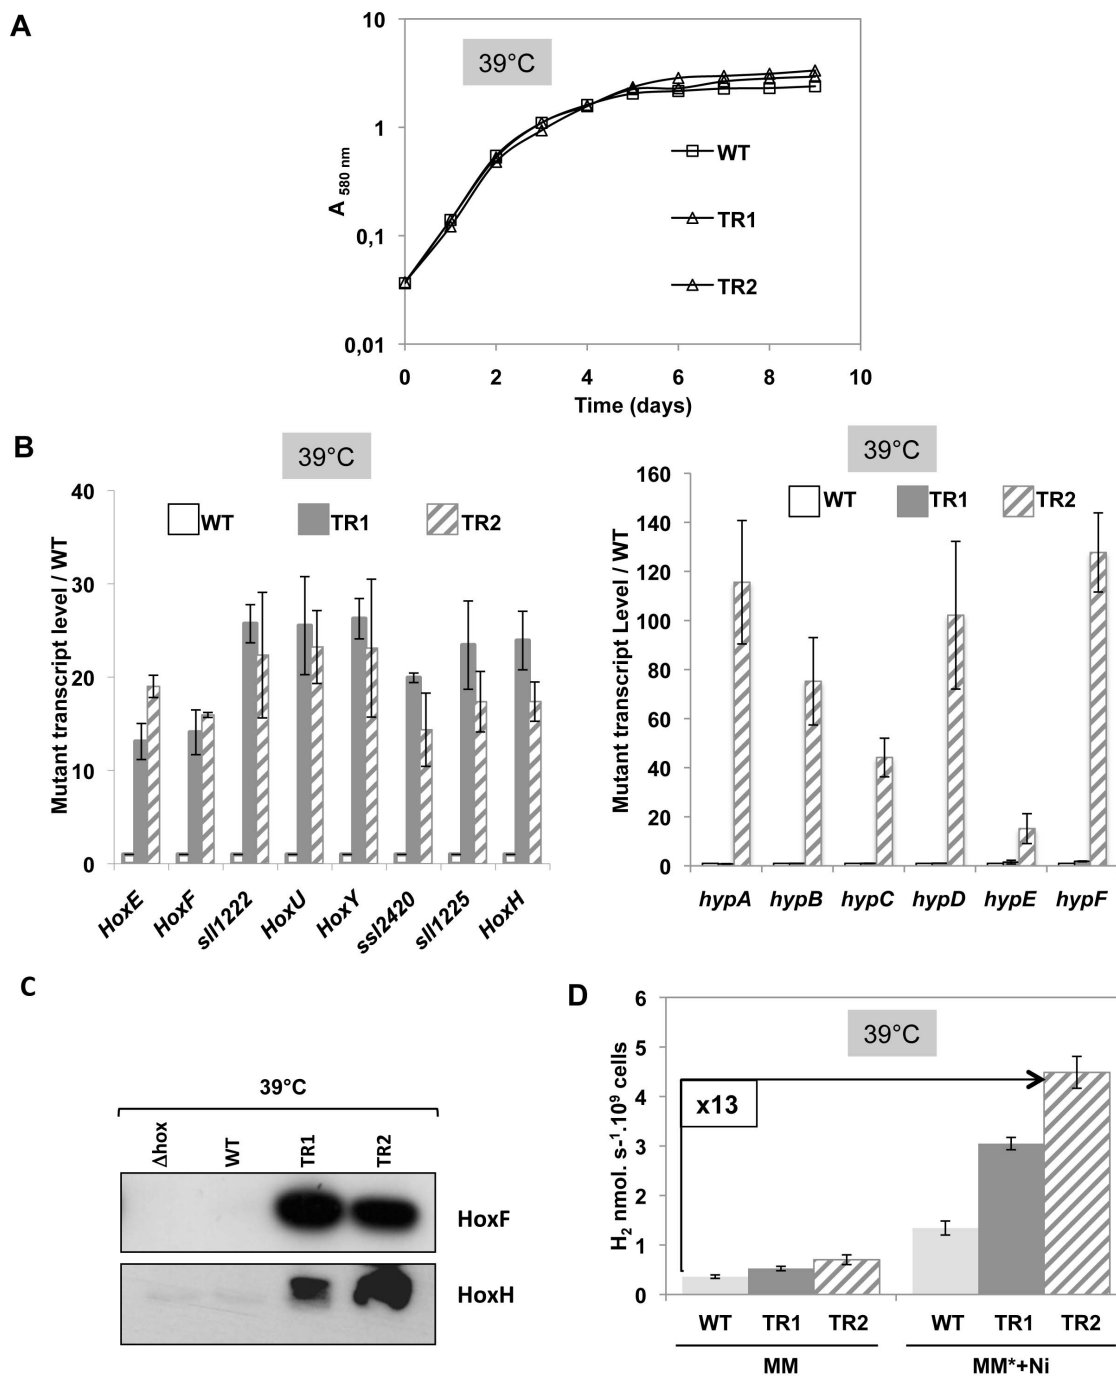 A
39°C
10
1
0,1
0,01
A 580 nm
WT
TR1
TR2
0 2 4 6 8 10
Time (days)
B
39°C
40
30
20
10
0
Mutant transcript level / WT
WT TR1 TR2
HoxE HoxF sll1222 HoxU HoxY ssl2420 sll1225 HoxH
39°C
160
140
120
100
80
60
40
20
0
Mutant transcript Level / WT
WT TR1 TR2
hypA hypB hypC hypD hypE hypF
C
39°C
Δhox WT TR1 TR2
HoxF
HoxH
D
39°C
6
5
4
3
2
1
0
H2 nmol. s-1.109 cells
x13
WT TR1 TR2 WT TR1 TR2
MM MM*+Ni